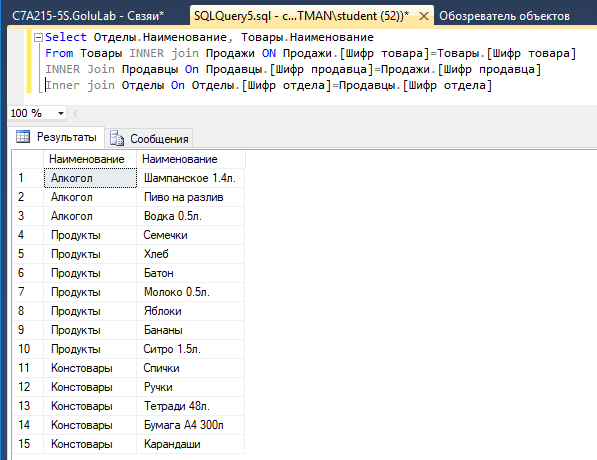 C7A215-5S.GoluLab - Свзяи*
SQLQuery5.sql - c...TMAN\student (52))*
Обозреватель объектов
Select Отделы.Наименование, Товары.Наименование
From Товары INNER join Продажи ON Продажи.[Шифр товара]=Товары.[Шифр товара]
INNER Join Продавцы On Продавцы.[Шифр продавца]=Продажи.[Шифр продавца]
Inner join Отделы On Отделы.[Шифр отдела]=Продавцы.[Шифр отдела]
100 %
Результаты Сообщения
Наименование Наименование
1 Алкогол Шампанское 1.4л.
2 Алкогол Пиво на разлив
3 Алкогол Водка 0.5л.
4 Продукты Семечки
5 Продукты Хлеб
6 Продукты Батон
7 Продукты Молоко 0.5л.
8 Продукты Яблоки
9 Продукты Бананы
10 Продукты Ситро 1.5л.
11 Констовары Спички
12 Констовары Ручки
13 Констовары Тетради 48л.
14 Констовары Бумага А4 300л
15 Констовары Карандаши